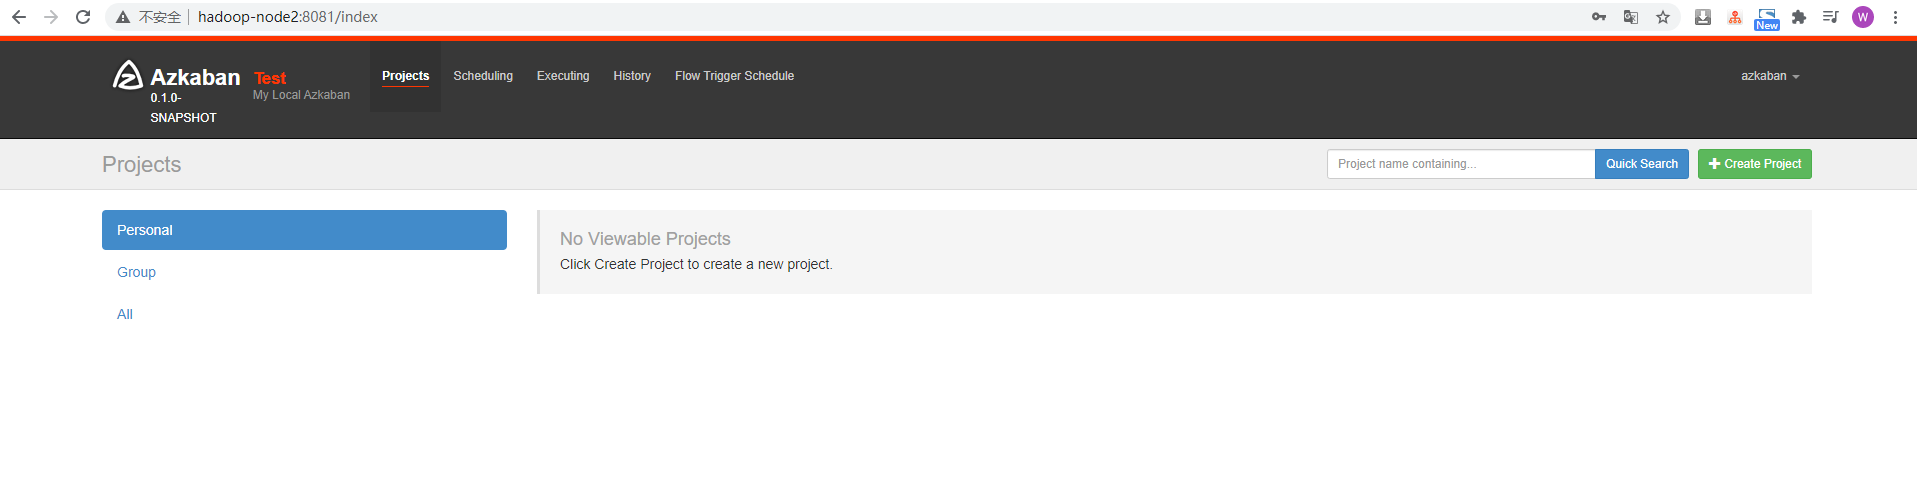 不安全 hadoop-node2:8081/index
New
W
Azkaban Test
0.1.0-SNAPSHOT
My Local Azkaban
Projects Scheduling Executing History Flow Trigger Schedule azkaban
Projects
Project name containing... Quick Search Create Project
Personal
Group
All
No Viewable Projects
Click Create Project to create a new project.